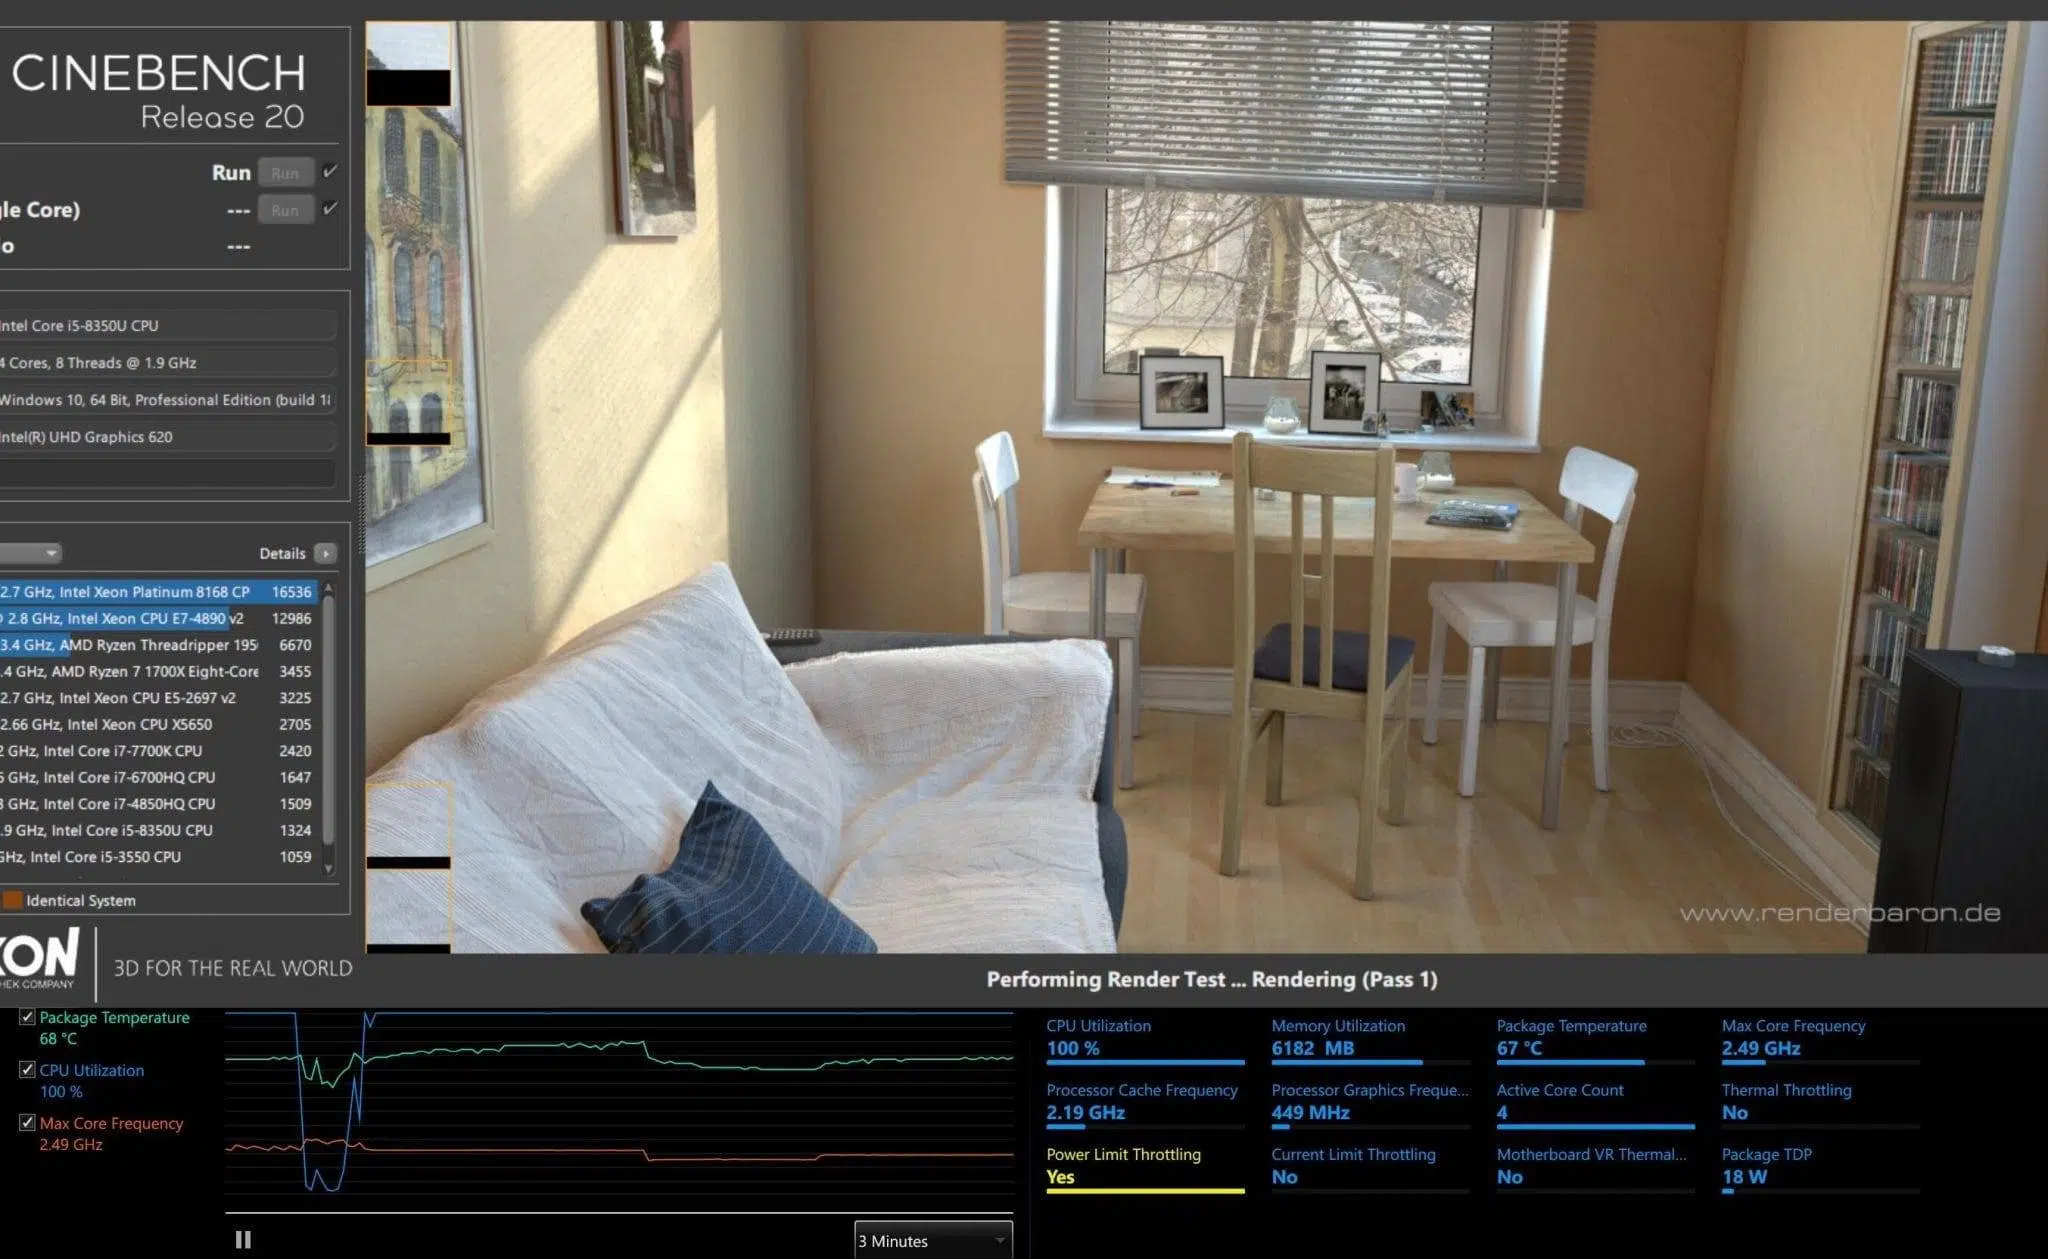 CINEBENCH
Release 20
Run Run
gle Core) --- Run
o ---
Intel Core i5-8350U CPU
4 Cores, 8 Threads @ 1.9 GHz
Windows 10, 64 Bit, Professional Edition (build 18
Intel(R) UHD Graphics 620
Details
2.7 GHz, Intel Xeon Platinum 8168 CP 16536
2.8 GHz, Intel Xeon CPU E7-4890 v2 12986
3.4 GHz, AMD Ryzen Threadripper 195 6670
.4 GHz, AMD Ryzen 7 1700X Eight-Core 3455
2.7 GHz, Intel Xeon CPU E5-2697 v2 3225
2.66 GHz, Intel Xeon CPU X5650 2705
2 GHz, Intel Core i7-7700K CPU 2420
6 GHz, Intel Core i7-6700HQ CPU 1647
3 GHz, Intel Core i7-4850HQ CPU 1509
.9 GHz, Intel Core i5-8350U CPU 1324
GHz, Intel Core i5-3550 CPU 1059
Identical System
XON
HEK COMPANY
3D FOR THE REAL WORLD
www.renderbaron.de
Performing Render Test ... Rendering (Pass 1)
Package Temperature
68 °C
CPU Utilization
100 %
Max Core Frequency
2.49 GHz
3 Minutes
CPU Utilization Memory Utilization Package Temperature Max Core Frequency
100 % 6182 MB 67 °C 2.49 GHz
Processor Cache Frequency Processor Graphics Freque... Active Core Count Thermal Throttling
2.19 GHz 449 MHz 4 No
Power Limit Throttling Current Limit Throttling Motherboard VR Thermal... Package TDP
Yes No No 18 W